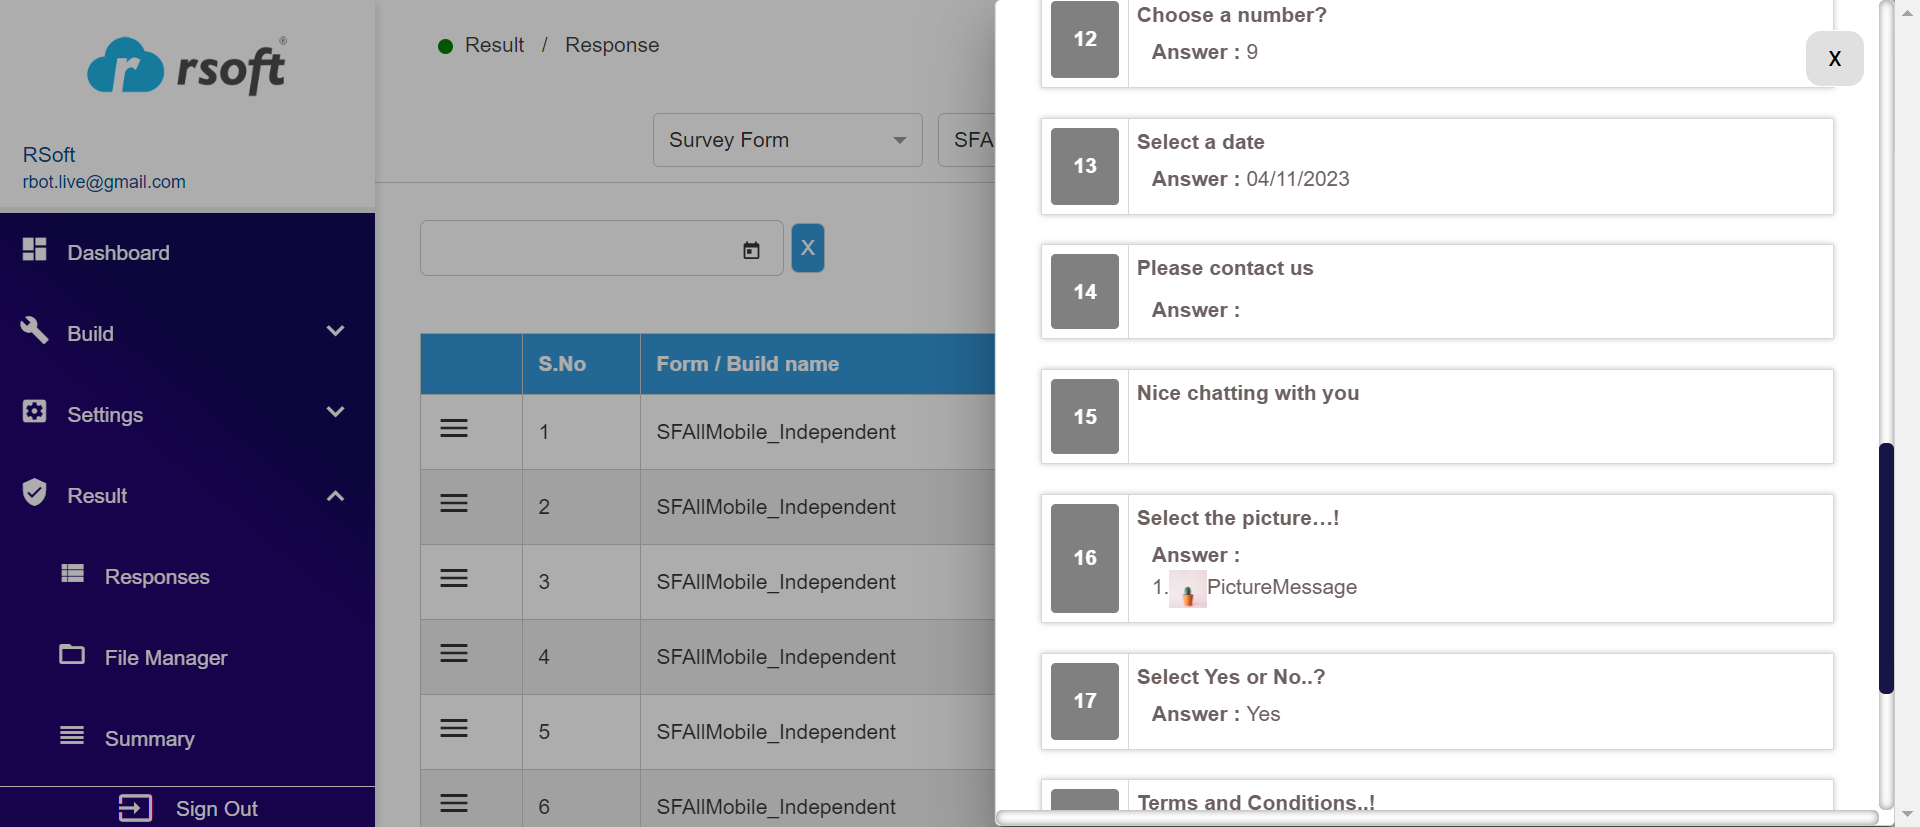 rsoft®
RSoft
rbot.live@gmail.com
Dashboard
Build
Settings
Result
Responses
File Manager
Summary
Sign Out
Result / Response
Survey Form
SFA
X
S.No Form / Build name
1 SFAllMobile_Independent
2 SFAllMobile_Independent
3 SFAllMobile_Independent
4 SFAllMobile_Independent
5 SFAllMobile_Independent
6 SFAllMobile_Independent
X
12 Choose a number?
Answer : 9
13 Select a date
Answer : 04/11/2023
14 Please contact us
Answer :
15 Nice chatting with you
16 Select the picture...!
Answer :
1. PictureMessage
17 Select Yes or No..?
Answer : Yes
Terms and Conditions..!